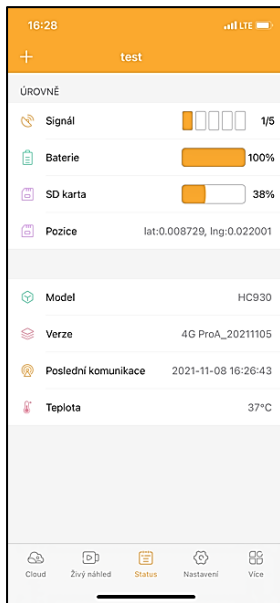 16:28 LTE
+ test
ÚROVNĚ
Signál 1/5
Baterie 100%
SD karta 38%
Pozice lat:0.008729, lng:0.022001
Model HC930
Verze 4G ProA_20211105
Poslední komunikace 2021-11-08 16:26:43
Teplota 37°C
Cloud Živý náhled Status Nastavení Více